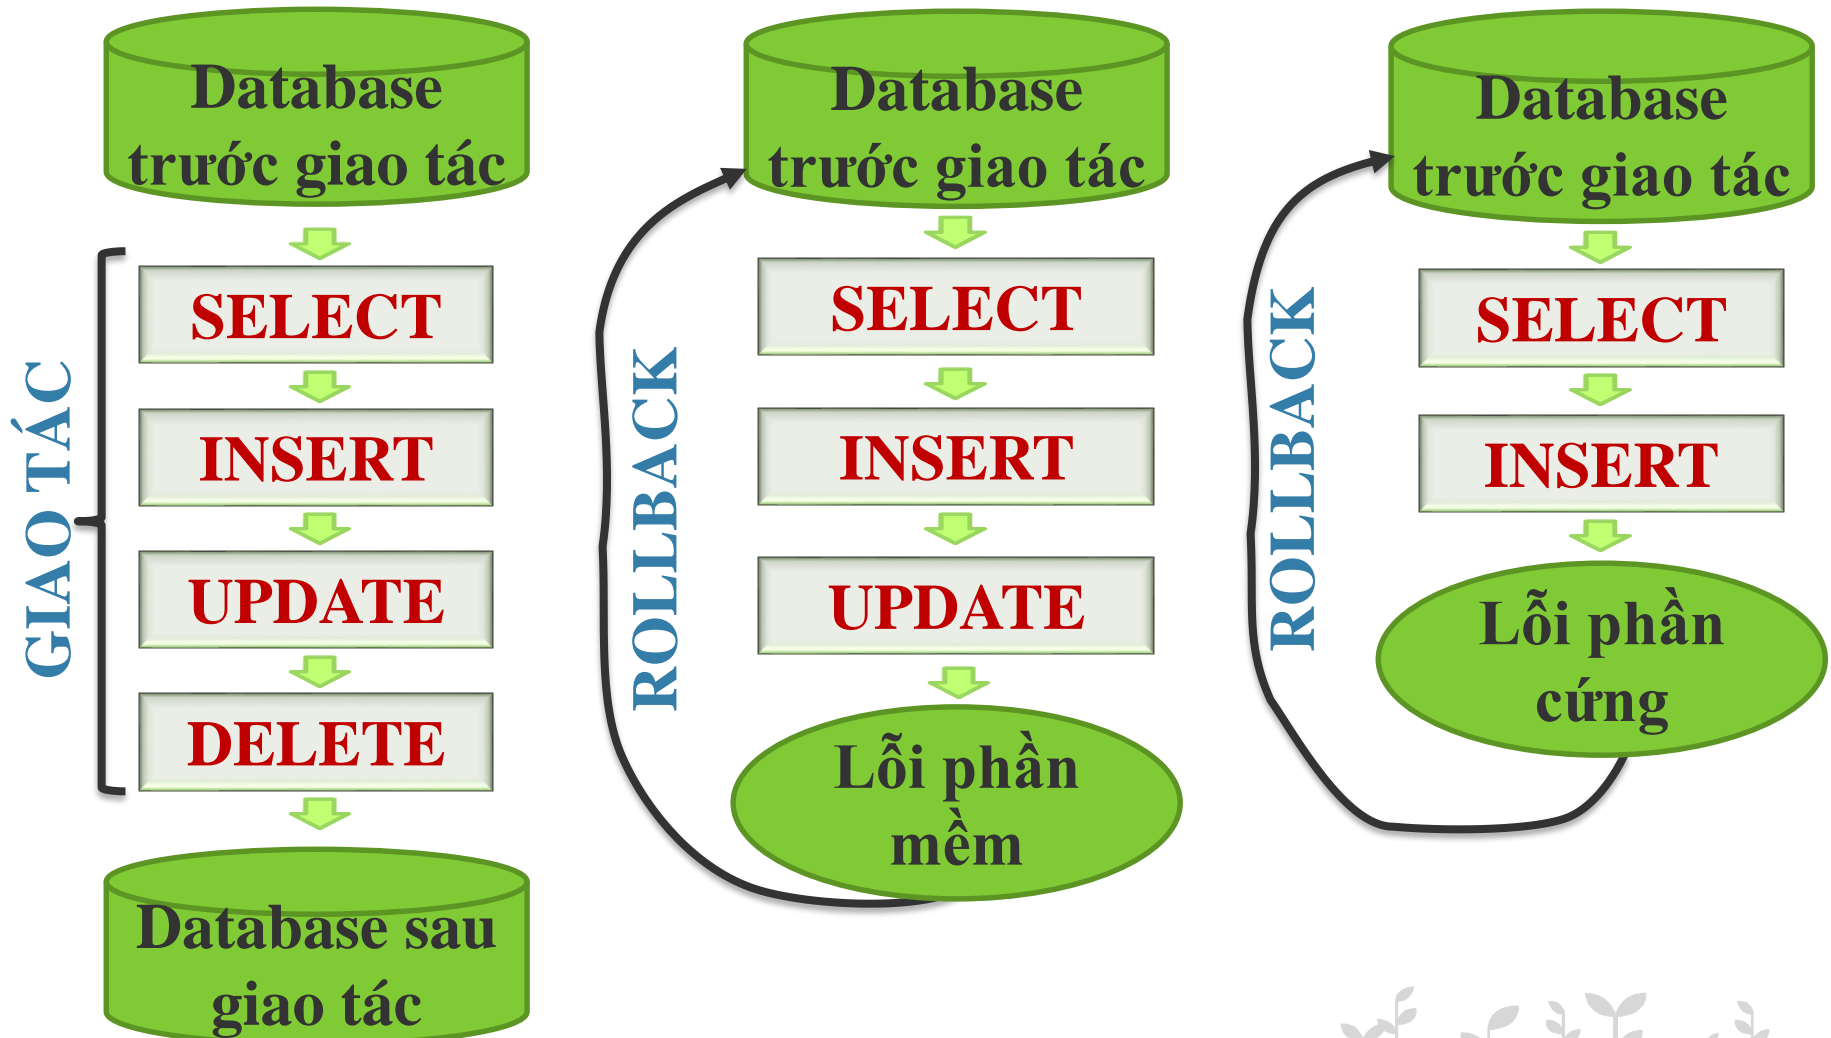 Database
trước giao tác
GIAO TÁC
SELECT
INSERT
UPDATE
DELETE
Database sau
giao tác
Database
trước giao tác
ROLLBACK
SELECT
INSERT
UPDATE
Lỗi phần
mềm
Database
trước giao tác
ROLLBACK
SELECT
INSERT
Lỗi phần
cứng